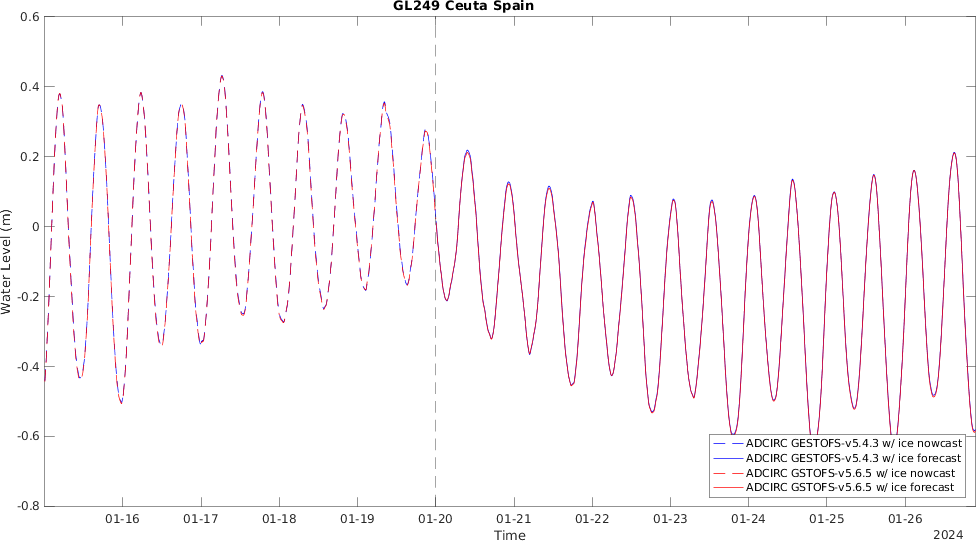 GL249 Ceuta Spain
0.6
0.4
0.2
0
-0.2
-0.4
-0.6
-0.8
Water Level (m)
ADCIRC GESTOFS-v5.4.3 w/ ice nowcast
ADCIRC GESTOFS-v5.4.3 w/ ice forecast
ADCIRC GSTOFS-v5.6.5 w/ ice nowcast
ADCIRC GSTOFS-v5.6.5 w/ ice forecast
01-16 01-17 01-18 01-19 01-20 01-21 01-22 01-23 01-24 01-25 01-26
Time
2024